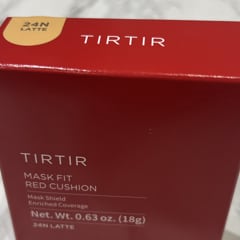 24N
LATTE
TIRTIR
TIRTIR
MASK FIT
RED CUSHION
Mask Shield
Enriched Coverage
Net. Wt. 0.63 oz. (18g)
24N LATTE